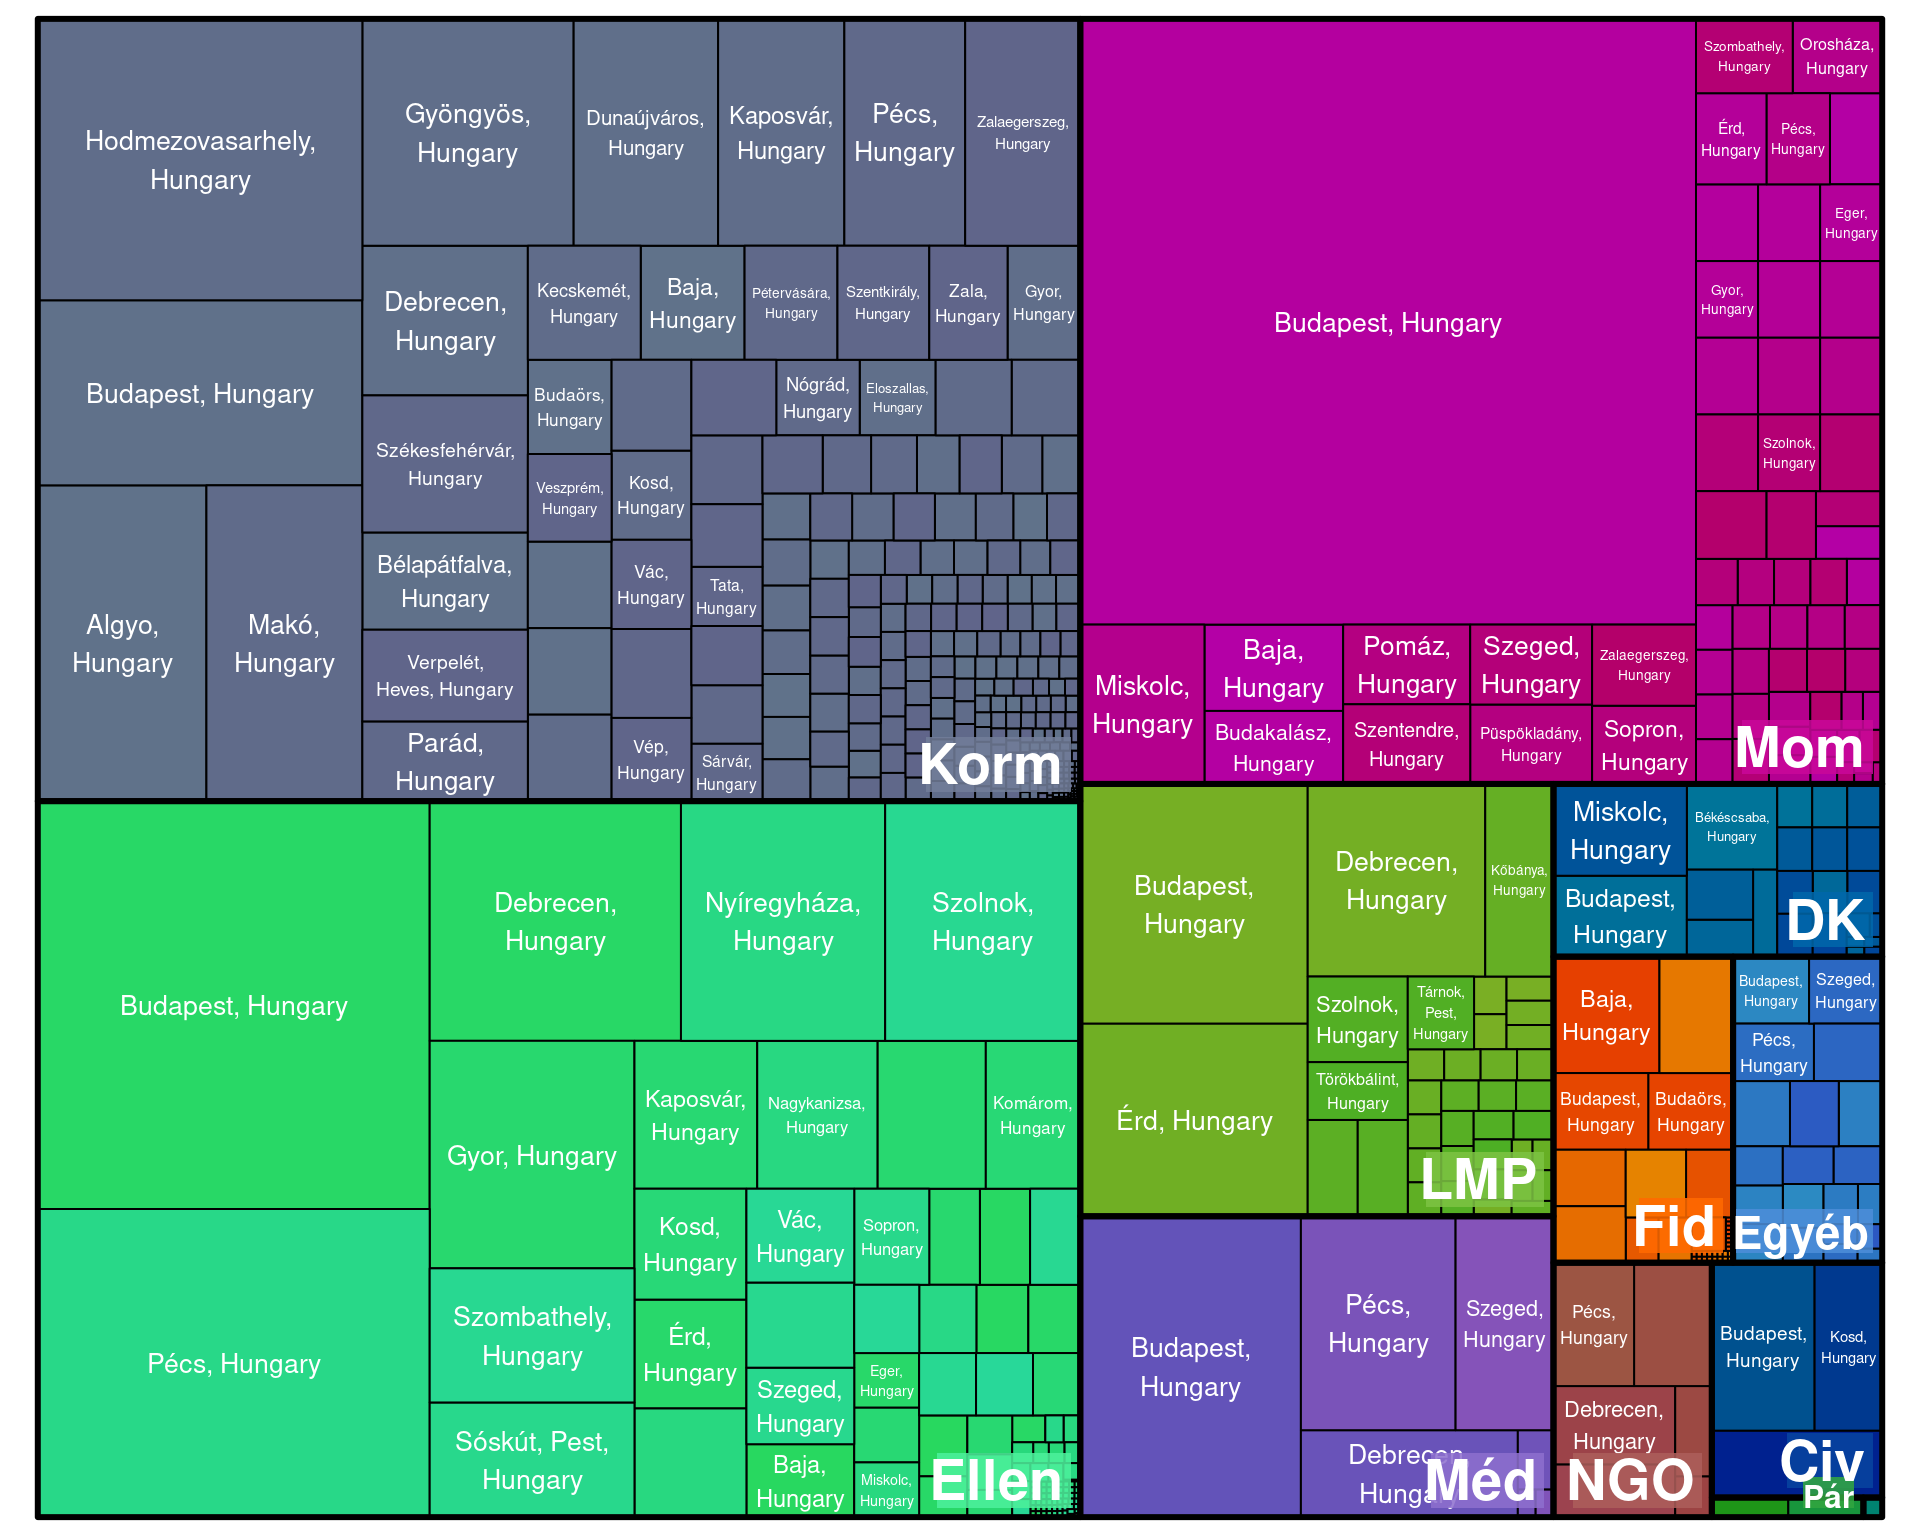 Hodmezovasarhely,
Hungary
Gyöngyös,
Hungary
Dunaújváros,
Hungary
Kaposvár,
Hungary
Pécs,
Hungary
Zalaegerszeg,
Hungary
Budapest, Hungary
Debrecen,
Hungary
Kecskemét,
Hungary
Baja,
Hungary
Pétervására,
Hungary
Szentkirály,
Hungary
Zala,
Hungary
Gyor,
Hungary
Budaörs,
Hungary
Nógrád,
Hungary
Eloszallas,
Hungary
Székesfehérvár,
Hungary
Veszprém,
Hungary
Kosd,
Hungary
Algyo,
Hungary
Makó,
Hungary
Bélapátfalva,
Hungary
Vác,
Hungary
Tata,
Hungary
Verpelét,
Heves, Hungary
Parád,
Hungary
Vép,
Hungary
Sárvár,
Hungary
Korm
Budapest, Hungary
Szombathely,
Hungary
Orosháza,
Hungary
Érd,
Hungary
Pécs,
Hungary
Eger,
Hungary
Gyor,
Hungary
Szolnok,
Hungary
Miskolc,
Hungary
Baja,
Hungary
Pomáz,
Hungary
Szeged,
Hungary
Zalaegerszeg,
Hungary
Budakalász,
Hungary
Szentendre,
Hungary
Püspökladány,
Hungary
Sopron,
Hungary
Mom
Budapest, Hungary
Debrecen,
Hungary
Nyíregyháza,
Hungary
Szolnok,
Hungary
Gyor, Hungary
Kaposvár,
Hungary
Nagykanizsa,
Hungary
Komárom,
Hungary
Pécs, Hungary
Kosd,
Hungary
Vác,
Hungary
Sopron,
Hungary
Szombathely,
Hungary
Érd,
Hungary
Szeged,
Hungary
Eger,
Hungary
Sóskút, Pest,
Hungary
Baja,
Hungary
Miskolc,
Hungary
Ellen
Budapest,
Hungary
Debrecen,
Hungary
Kőbánya,
Hungary
Érd, Hungary
Szolnok,
Hungary
Tárnok,
Pest,
Hungary
Törökbálint,
Hungary
LMP
Miskolc,
Hungary
Békéscsaba,
Hungary
Budapest,
Hungary
DK
Baja,
Hungary
Budapest,
Hungary
Budaörs,
Hungary
Fid
Budapest,
Hungary
Szeged,
Hungary
Pécs,
Hungary
Egyéb
Budapest,
Hungary
Pécs,
Hungary
Szeged,
Hungary
Debrecen,
Hungary
Méd
Pécs,
Hungary
Debrecen,
Hungary
NGO
Budapest,
Hungary
Kosd,
Hungary
Civ
Pár